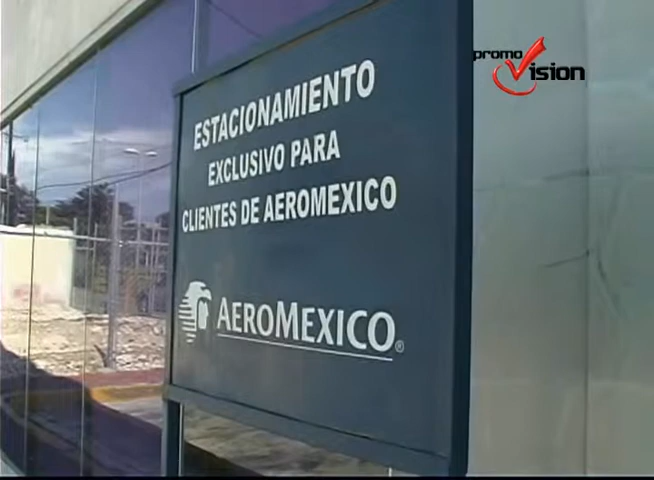 promo
Vision
ESTACIONAMIENTO
EXCLUSIVO PARA
CLIENTES DE AEROMEXICO
AEROMEXICO®